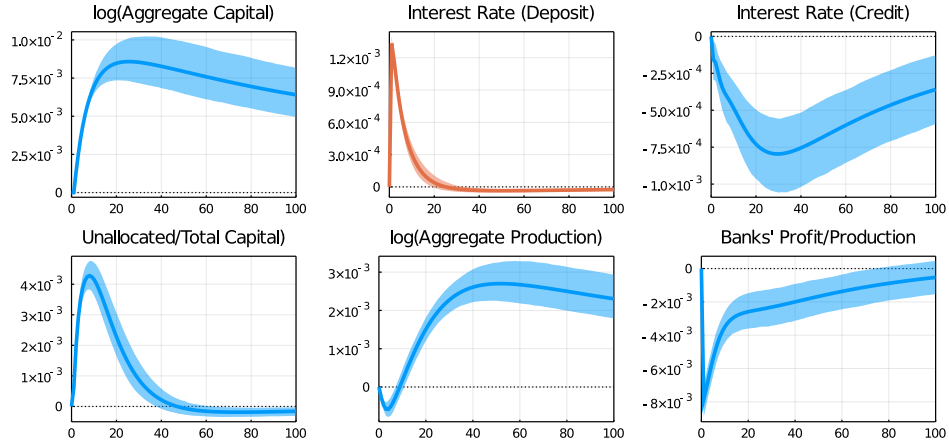 log(Aggregate Capital)
1.0×10⁻²
7.5×10⁻³
5.0×10⁻³
2.5×10⁻³
0
0 20 40 60 80 100
Interest Rate (Deposit)
1.2×10⁻³
9.0×10⁻⁴
6.0×10⁻⁴
3.0×10⁻⁴
0
0 20 40 60 80 100
Interest Rate (Credit)
0
- 2.5×10⁻⁴
- 5.0×10⁻⁴
- 7.5×10⁻⁴
- 1.0×10⁻³
0 20 40 60 80 100
Unallocated/Total Capital)
4×10⁻³
3×10⁻³
2×10⁻³
1×10⁻³
0
0 20 40 60 80 100
log(Aggregate Production)
3×10⁻³
2×10⁻³
1×10⁻³
0
0 20 40 60 80 100
Banks' Profit/Production
0
- 2×10⁻³
- 4×10⁻³
- 6×10⁻³
- 8×10⁻³
0 20 40 60 80 100